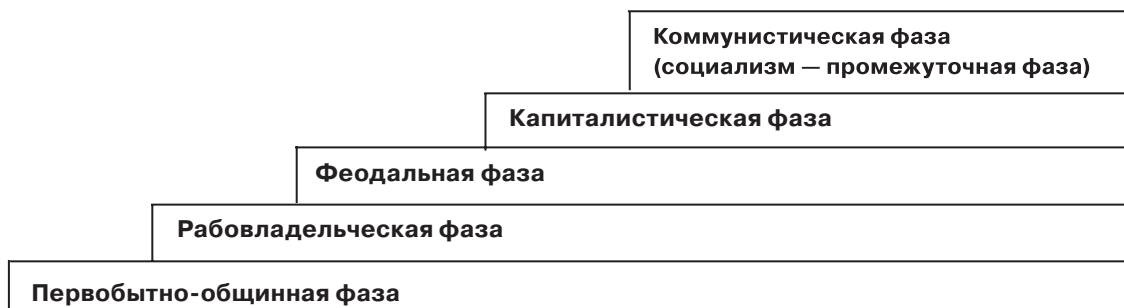 Коммунистическая фаза
(социализм — промежуточная фаза)
Капиталистическая фаза
Феодальная фаза
Рабовладельческая фаза
Первобытно-общинная фаза